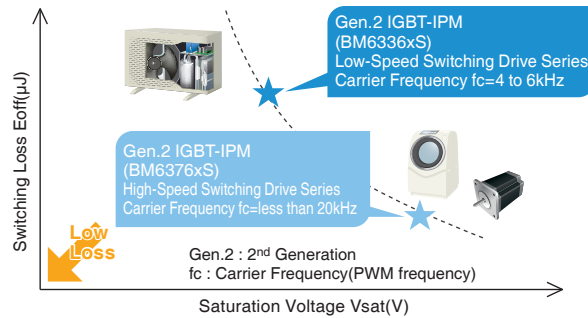 Gen.2 IGBT-IPM
(BM6336xS)
Low-Speed Switching Drive Series
Carrier Frequency fc=4 to 6kHz
Gen.2 IGBT-IPM
(BM6376xS)
High-Speed Switching Drive Series
Carrier Frequency fc=less than 20kHz
Switching Loss Eoff(µJ)
Low
Loss
Gen.2 : 2nd Generation
fc : Carrier Frequency(PWM frequency)
Saturation Voltage Vsat(V)